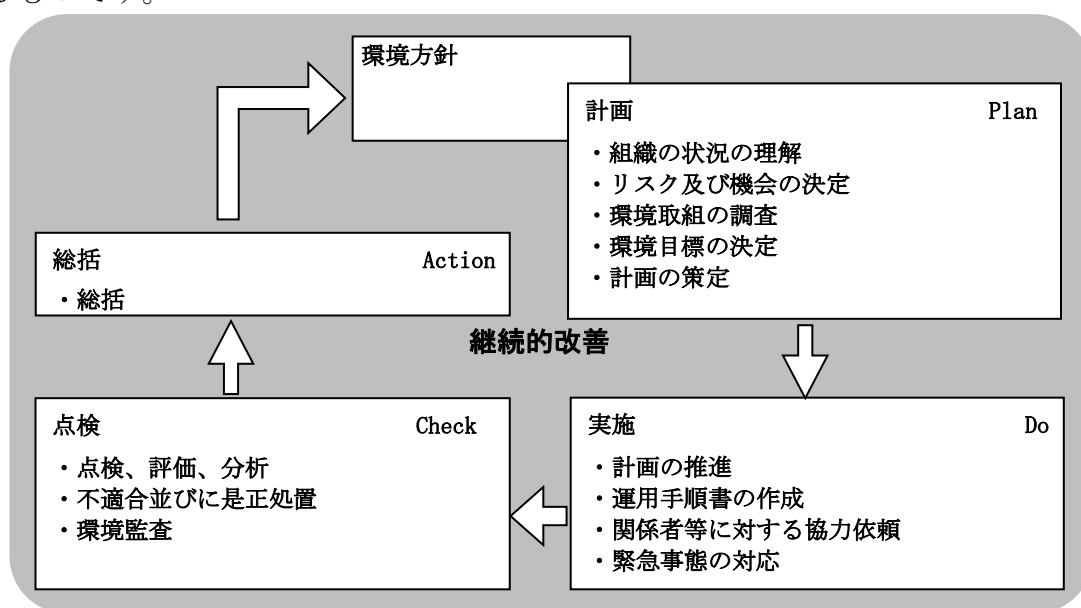 環境方針
計画 Plan
・組織の状況の理解
・リスク及び機会の決定
・環境取組の調査
・環境目標の決定
・計画の策定
総括 Action
・総括
継続的改善
点検 Check
・点検、評価、分析
・不適合並びに是正処置
・環境監査
実施 Do
・計画の推進
・運用手順書の作成
・関係者等に対する協力依頼
・緊急事態の対応